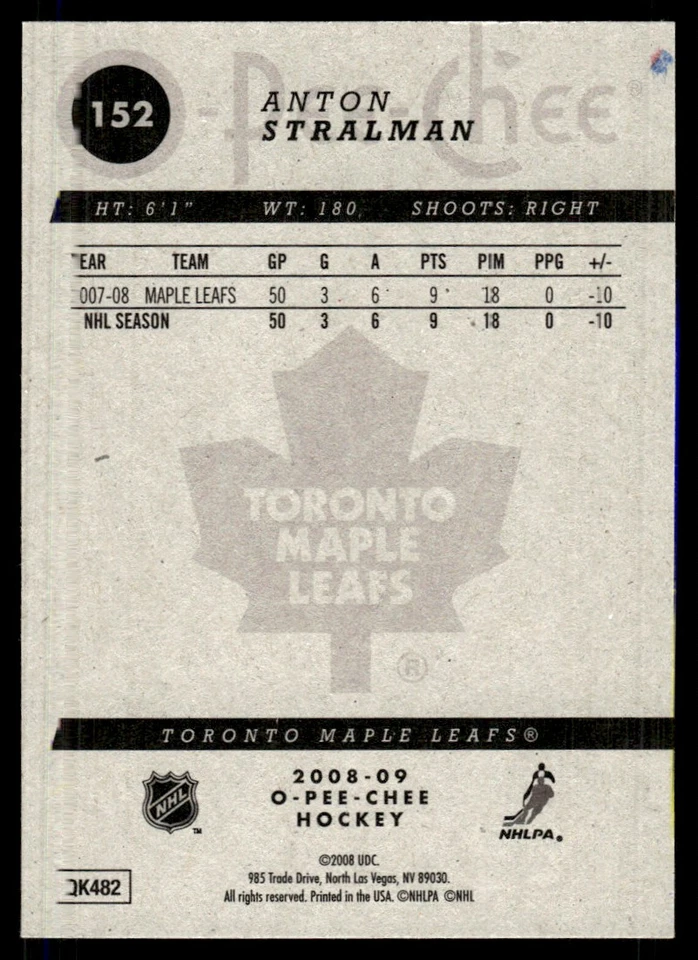 O-Pee-Chee®
152
ANTON
STRALMAN
HT: 6'1" WT: 180 SHOOTS: RIGHT
EAR TEAM GP G A PTS PIM PPG +/-
007-08 MAPLE LEAFS 50 3 6 9 18 0 -10
NHL SEASON 50 3 6 9 18 0 -10
TORONTO
MAPLE
LEAFS
®
TORONTO MAPLE LEAFS®
NHL
TM
2008-09
O-PEE-CHEE
HOCKEY
NHLPA®
©2008 UDC.
985 Trade Drive, North Las Vegas, NV 89030.
All rights reserved. Printed in the USA. ©NHLPA ©NHL
QK482